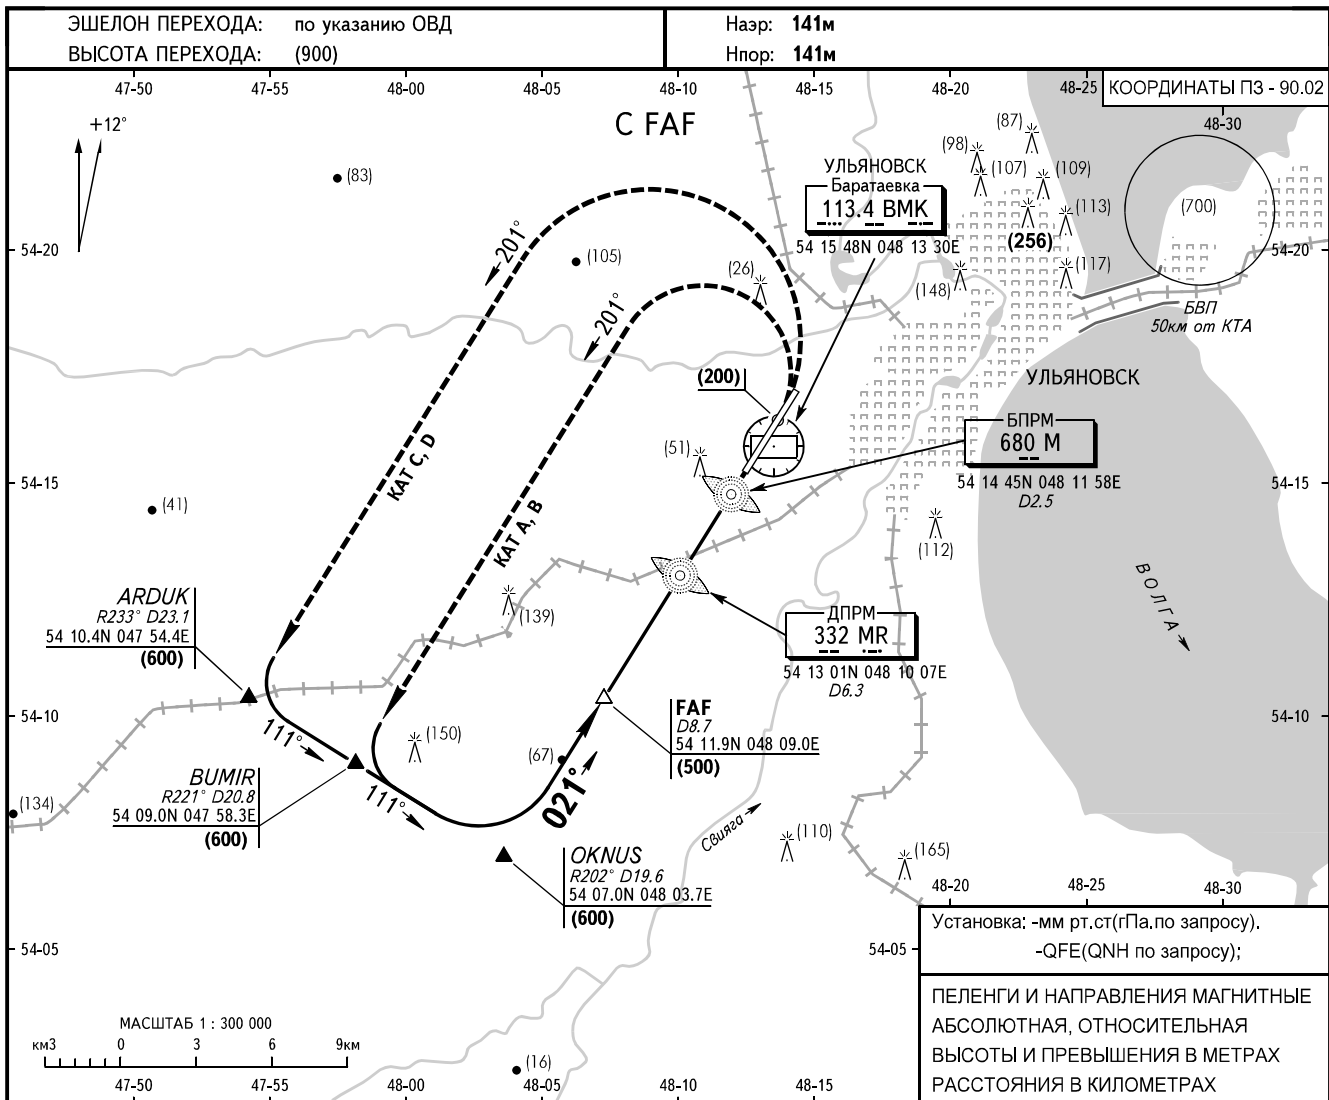 ЭШЕЛОН ПЕРЕХОДА: по указанию ОВД
ВЫСОТА ПЕРЕХОДА: (900)
Наэр: 141м
Нпор: 141м
47-50 47-55 48-00 48-05 48-10 48-15 48-20 48-25
КООРДИНАТЫ ПЗ - 90.02
48-30
+12°
С FAF
(83)
(87)
(98)
(107)
(109)
(113)
(700)
(256)
(117)
(148)
УЛЬЯНОВСК
Баратаевка
113.4 ВМК
54 15 48N 048 13 30E
54-20
54-20
201°
(105)
(26)
201°
БВП
50км от КТА
УЛЬЯНОВСК
(200)
БПРМ
680 М
54 14 45N 048 11 58E
D2.5
(51)
КАТ C, D
КАТ А, В
54-15
54-15
(41)
(112)
ВОЛГА
(139)
ARDUK
R233° D23.1
54 10.4N 047 54.4E
(600)
ДПРМ
332 MR
54 13 01N 048 10 07E
D6.3
FAF
D8.7
54 11.9N 048 09.0E
(500)
54-10
54-10
111°
(150)
(67)
021°
BUMIR
R221° D20.8
54 09.0N 047 58.3E
(600)
111°
(134)
Свияга
(110)
(165)
OKNUS
R202° D19.6
54 07.0N 048 03.7E
(600)
48-20 48-25 48-30
54-05
54-05
Установка: -мм рт.ст(гПа.по запросу).
-QFE(QNH по запросу);
ПЕЛЕНГИ И НАПРАВЛЕНИЯ МАГНИТНЫЕ
АБСОЛЮТНАЯ, ОТНОСИТЕЛЬНАЯ
ВЫСОТЫ И ПРЕВЫШЕНИЯ В МЕТРАХ
РАССТОЯНИЯ В КИЛОМЕТРАХ
МАСШТАБ 1 : 300 000
км3 0 3 6 9км
(16)
47-50 47-55 48-00 48-05 48-10 48-15